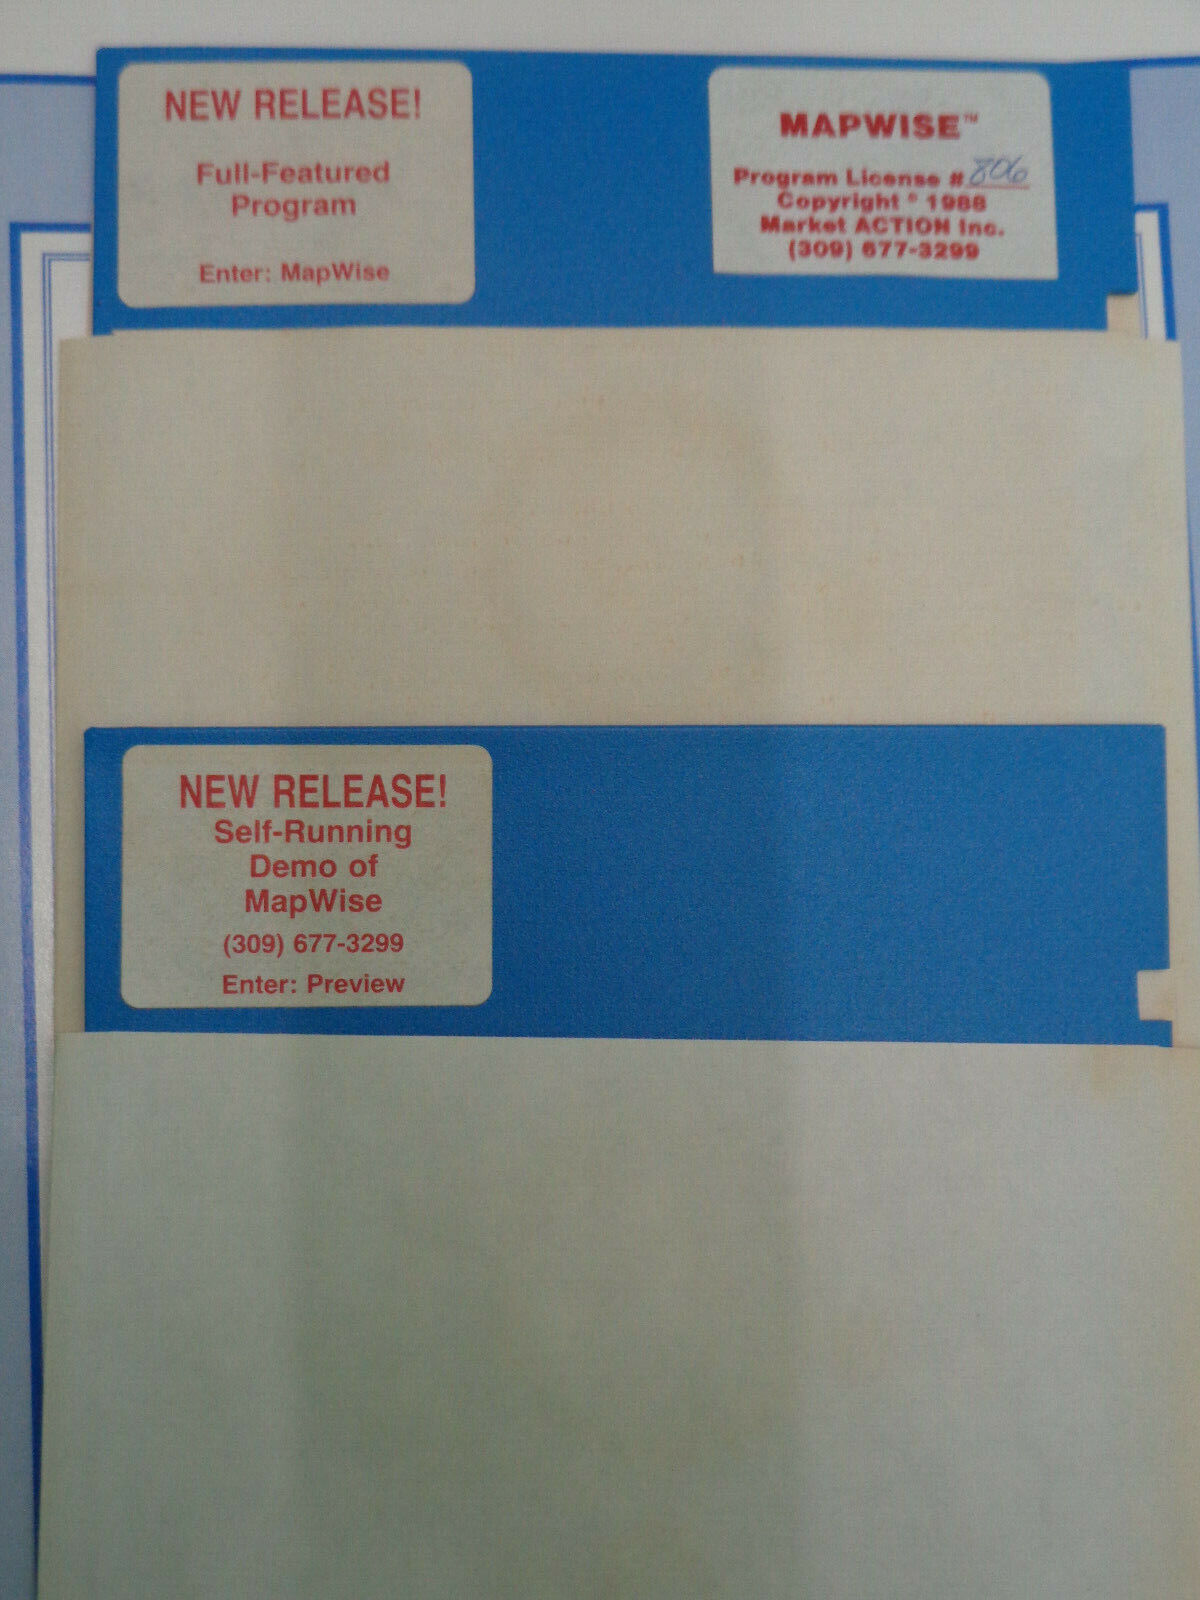 NEW RELEASE!
Full-Featured
Program
Enter: MapWise
MAPWISE™
Program License # 806
Copyright © 1988
Market ACTION Inc.
(309) 677-3299
NEW RELEASE!
Self-Running
Demo of
MapWise
(309) 677-3299
Enter: Preview